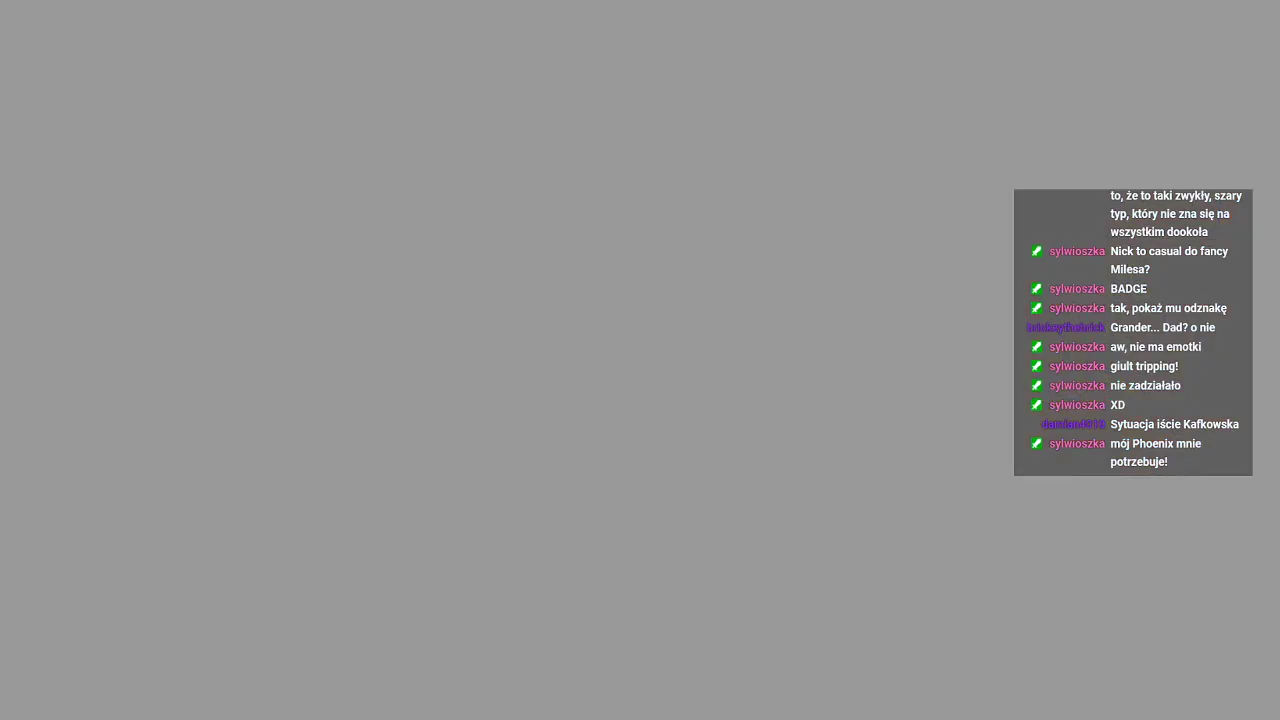 to, że to taki zwykły, szary
typ, który nie zna się na
wszystkim dookoła
sylwioszka Nick to casual do fancy
Milesa?
sylwioszka BADGE
sylwioszka tak, pokaż mu odznakę
Grander... Dad? o nie
sylwioszka aw, nie ma emotki
sylwioszka giult tripping!
sylwioszka nie zadziałało
sylwioszka XD
Sytuacja iście Kafkowska
sylwioszka mój Phoenix mnie
potrzebuje!